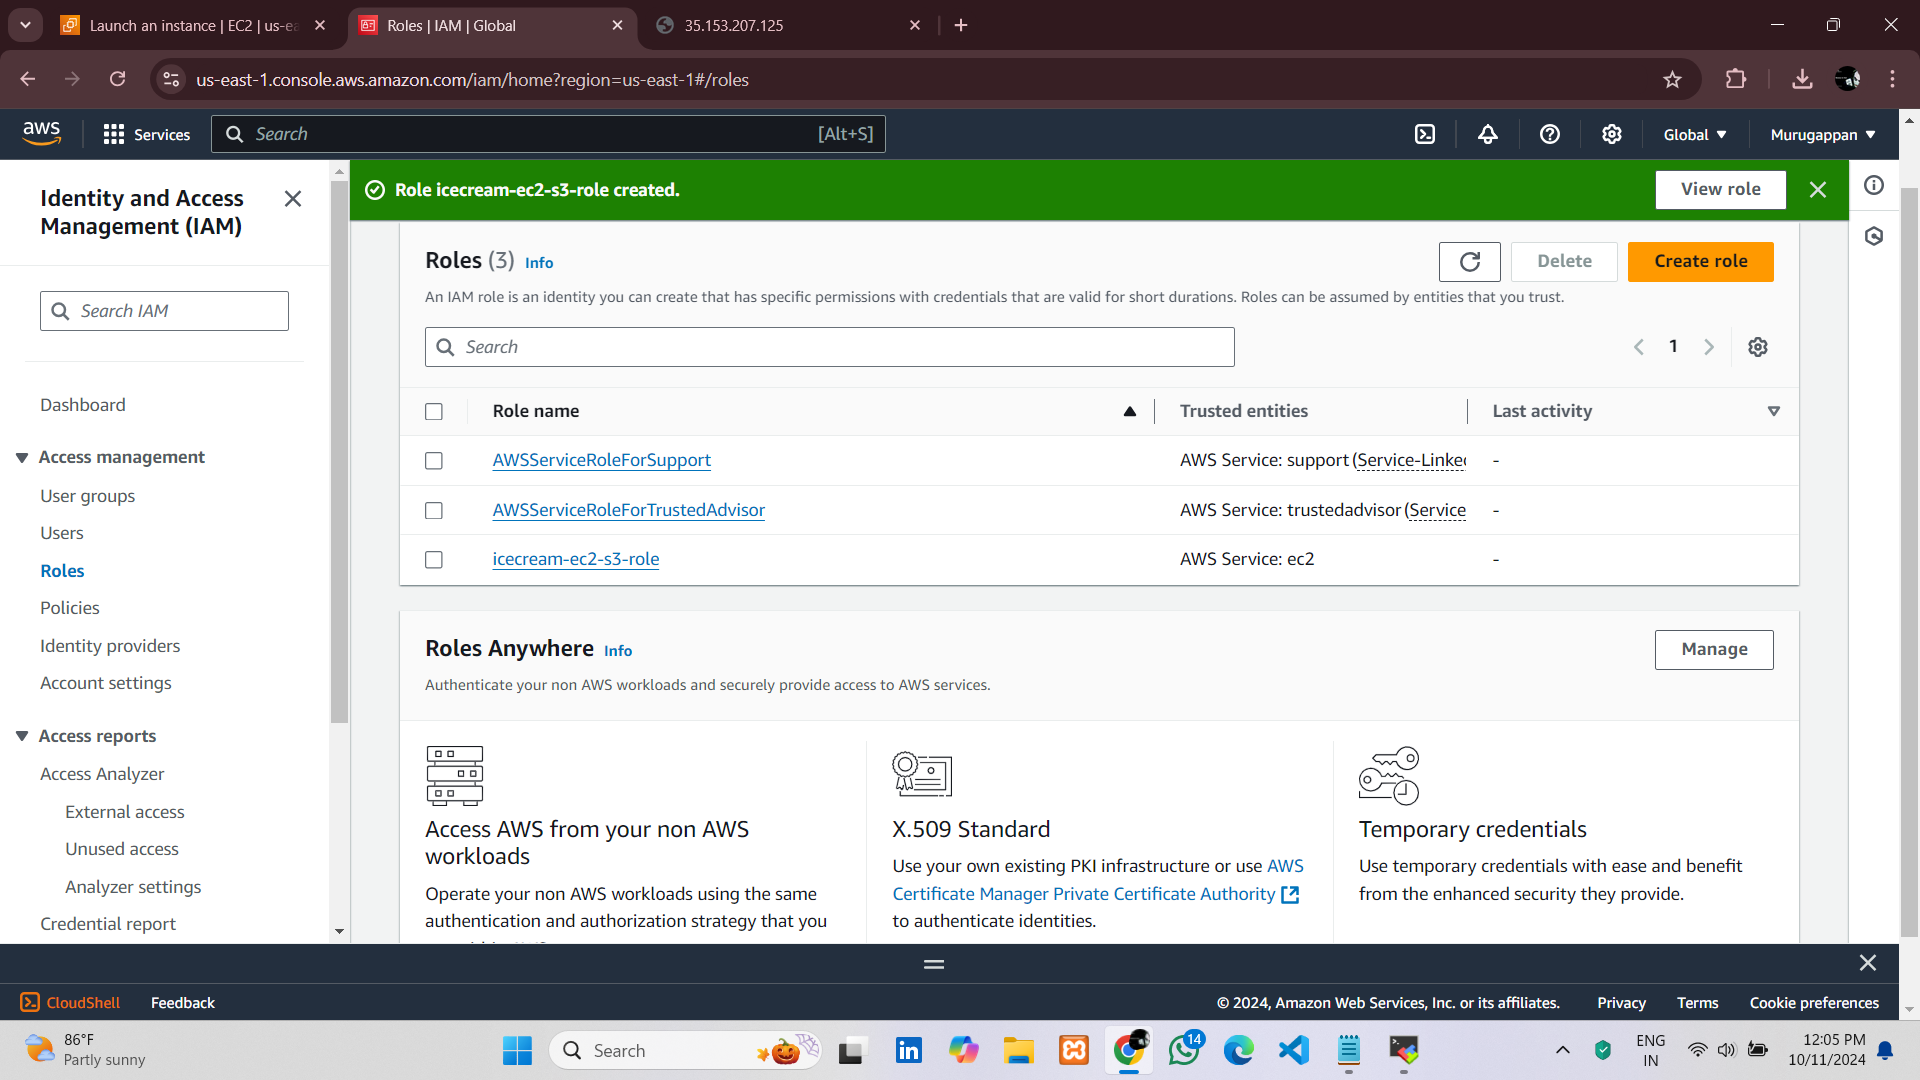 Launch an instance | EC2 | us-ea
Roles | IAM | Global
35.153.207.125
us-east-1.console.aws.amazon.com/iam/home?region=us-east-1#/roles
aws
Services
Search
[Alt+S]
Global
Murugappan
Identity and Access
Management (IAM)
Search IAM
Dashboard
Access management
User groups
Users
Roles
Policies
Identity providers
Account settings
Access reports
Access Analyzer
External access
Unused access
Analyzer settings
Credential report
Role icecream-ec2-s3-role created.
View role
Roles (3) Info
Delete
Create role
An IAM role is an identity you can create that has specific permissions with credentials that are valid for short durations. Roles can be assumed by entities that you trust.
Search
1
Role name
Trusted entities
Last activity
AWSServiceRoleForSupport
AWS Service: support (Service-Linked
-
AWSServiceRoleForTrustedAdvisor
AWS Service: trustedadvisor (Service
-
icecream-ec2-s3-role
AWS Service: ec2
-
Roles Anywhere Info
Manage
Authenticate your non AWS workloads and securely provide access to AWS services.
Access AWS from your non AWS
workloads
Operate your non AWS workloads using the same
authentication and authorization strategy that you
X.509 Standard
Use your own existing PKI infrastructure or use AWS
Certificate Manager Private Certificate Authority
to authenticate identities.
Temporary credentials
Use temporary credentials with ease and benefit
from the enhanced security they provide.
CloudShell
Feedback
© 2024, Amazon Web Services, Inc. or its affiliates.
Privacy
Terms
Cookie preferences
86°F
Partly sunny
Search
14
ENG
IN
12:05 PM
10/11/2024